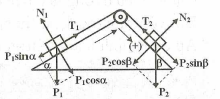 N₁ T₁ T₂ N₂
(+)
P₁sinα P₂cosβ P₂sinβ
α P₁cosα β
P₁ P₂